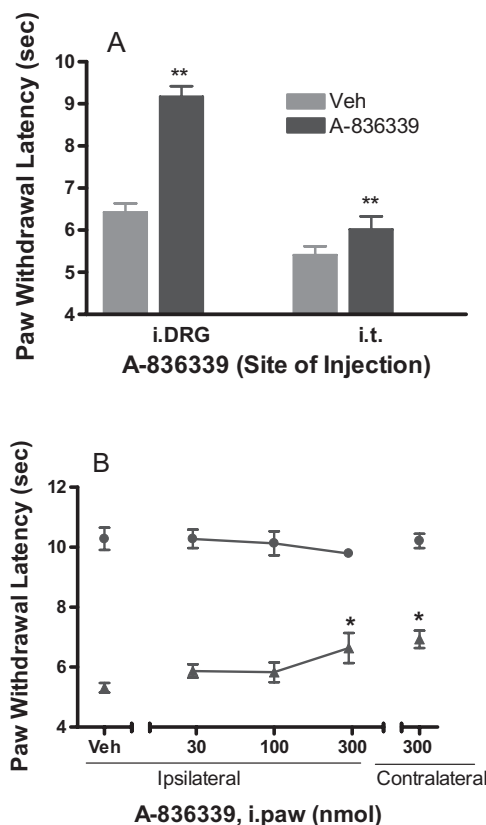 A
Paw Withdrawal Latency (sec)
10
9
8
7
6
5
4
**
**
Veh
A-836339
i.DRG
i.t.
A-836339 (Site of Injection)
B
Paw Withdrawal Latency (sec)
12
10
8
6
4
*
*
Veh
30
100
300
300
Ipsilateral
Contralateral
A-836339, i.paw (nmol)